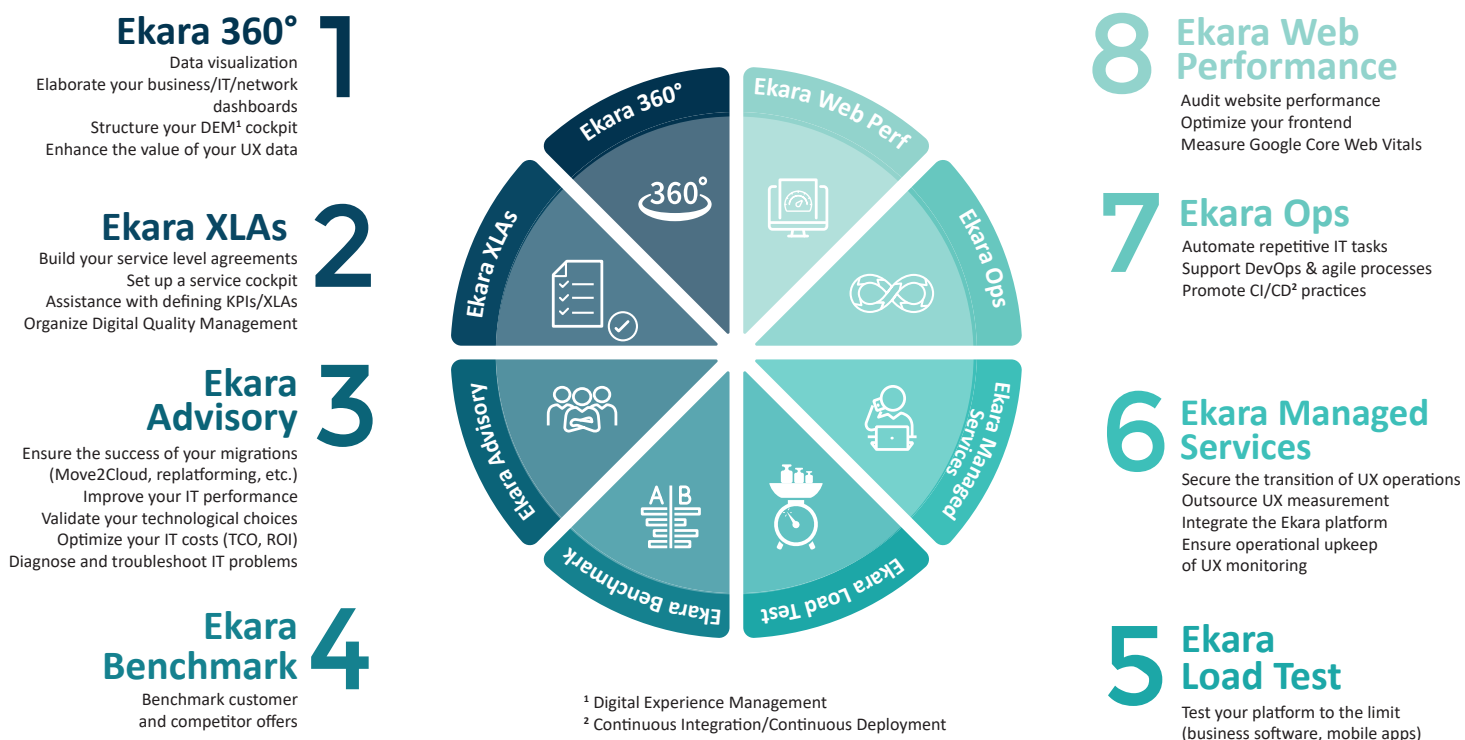 1
Ekara 360°
Data visualization
Elaborate your business/IT/network
dashboards
Structure your DEM¹ cockpit
Enhance the value of your UX data
2
Ekara XLAs
Build your service level agreements
Set up a service cockpit
Assistance with defining KPIs/XLAs
Organize Digital Quality Management
3
Ekara
Advisory
Ensure the success of your migrations
(Move2Cloud, replatforming, etc.)
Improve your IT performance
Validate your technological choices
Optimize your IT costs (TCO, ROI)
Diagnose and troubleshoot IT problems
4
Ekara
Benchmark
Benchmark customer
and competitor offers
Ekara 360°
360°
Ekara Web Perf
Ekara XLAs
Ekara Ops
Ekara Advisory
Ekara Managed
Services
A|B
Ekara Benchmark
Ekara Load Test
¹ Digital Experience Management
² Continuous Integration/Continuous Deployment
8
Ekara Web
Performance
Audit website performance
Optimize your frontend
Measure Google Core Web Vitals
7
Ekara Ops
Automate repetitive IT tasks
Support DevOps & agile processes
Promote CI/CD² practices
6
Ekara Managed
Services
Secure the transition of UX operations
Outsource UX measurement
Integrate the Ekara platform
Ensure operational upkeep
of UX monitoring
5
Ekara
Load Test
Test your platform to the limit
(business software, mobile apps)